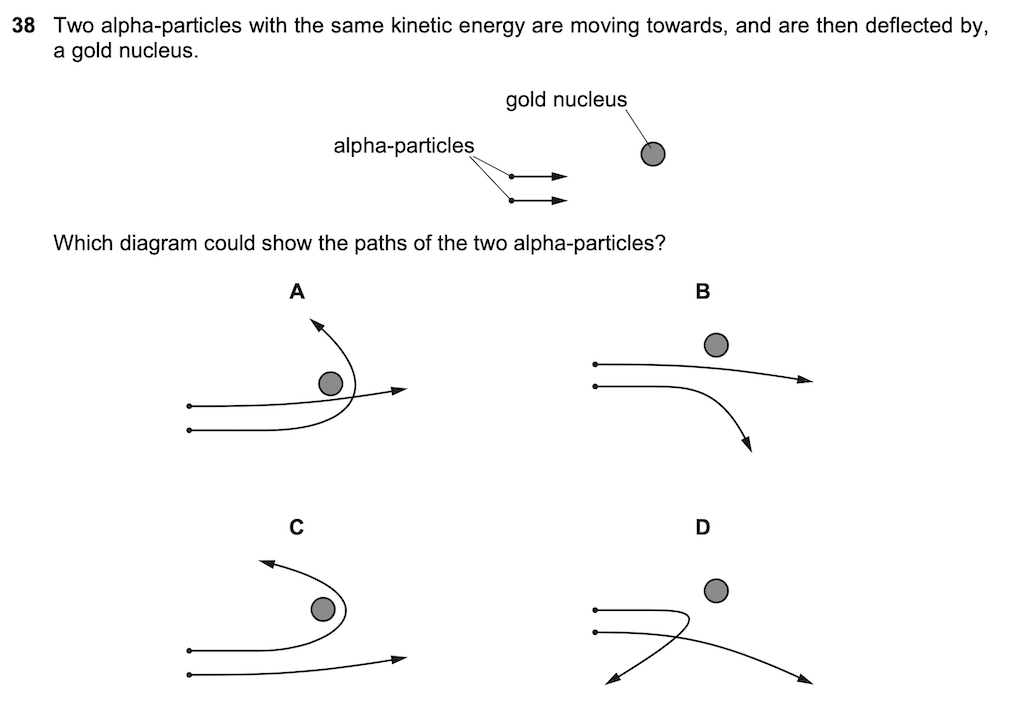 38 Two alpha-particles with the same kinetic energy are moving towards, and are then deflected by,
a gold nucleus.
gold nucleus
alpha-particles
Which diagram could show the paths of the two alpha-particles?
A
B
C
D